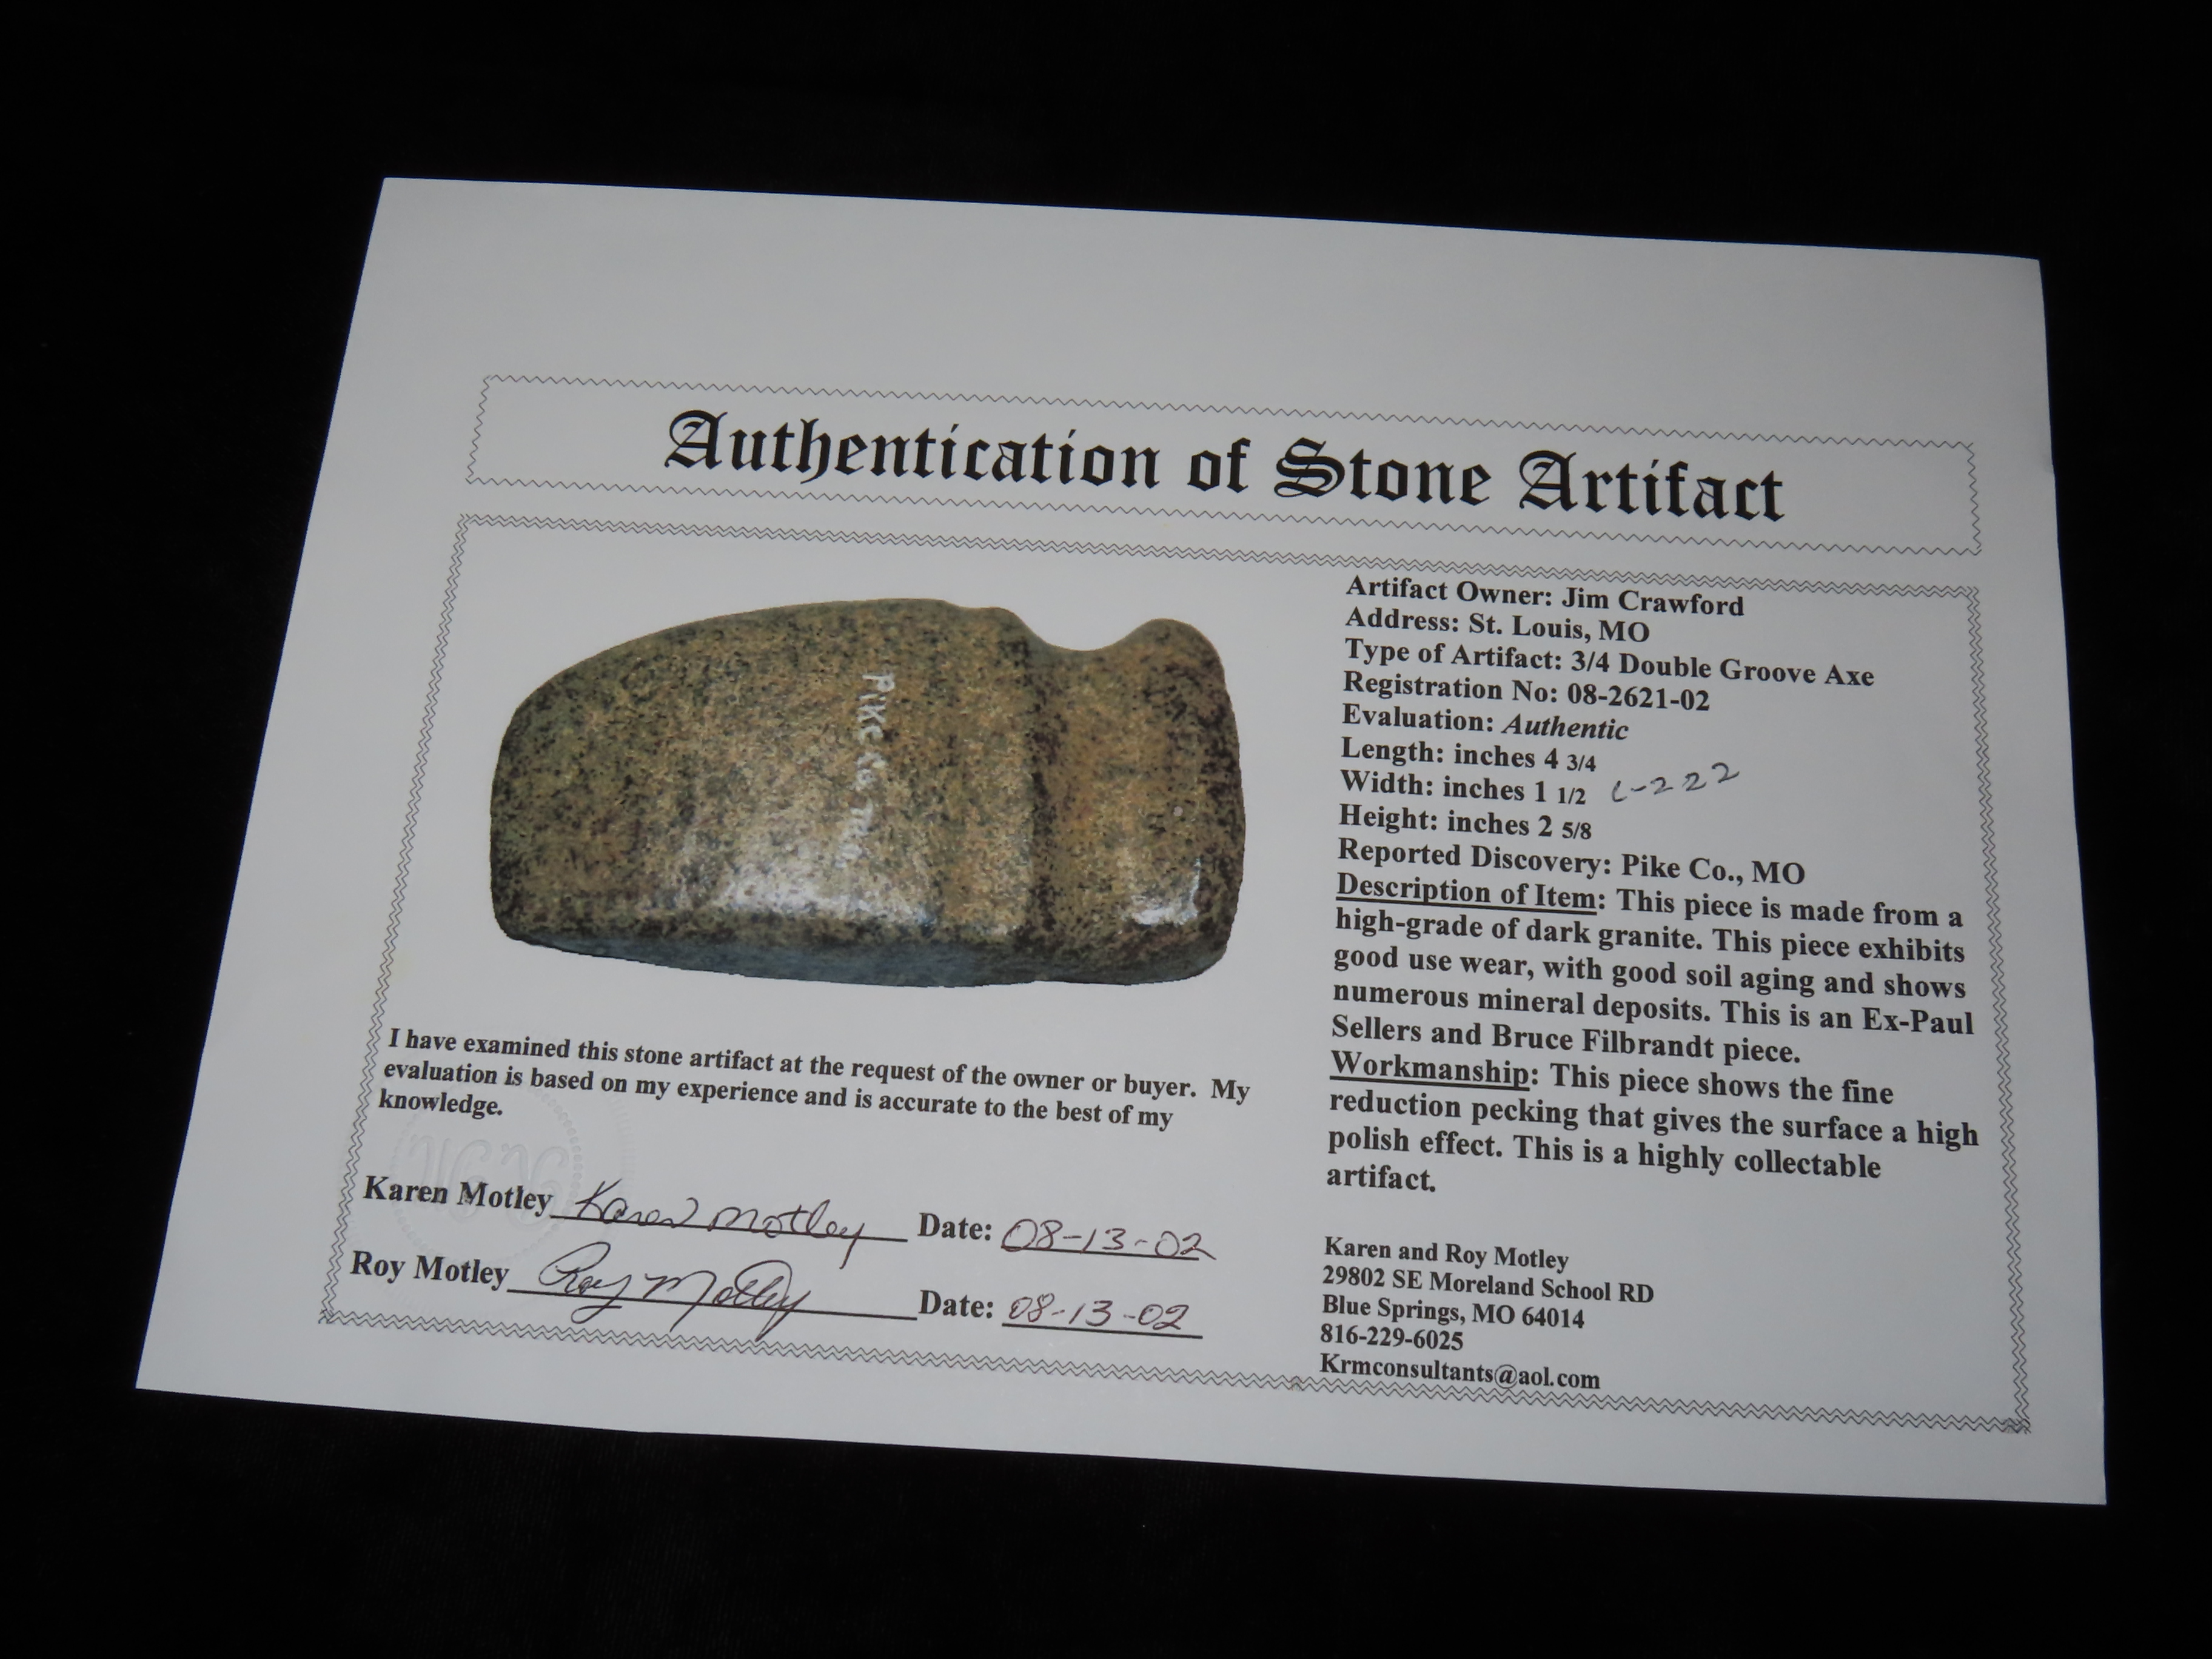 Authentication of Stone Artifact
Pike Co. Mo.
I have examined this stone artifact at the request of the owner or buyer. My
evaluation is based on my experience and is accurate to the best of my
knowledge.
Karen Motley Karen Motley Date: 08-13-02
Roy Motley Roy Motley Date: 08-13-02
Artifact Owner: Jim Crawford
Address: St. Louis, MO
Type of Artifact: 3/4 Double Groove Axe
Registration No: 08-2621-02
Evaluation: Authentic
Length: inches 4 3/4
Width: inches 1 1/2 C-222
Height: inches 2 5/8
Reported Discovery: Pike Co., MO
Description of Item: This piece is made from a
high-grade of dark granite. This piece exhibits
good use wear, with good soil aging and shows
numerous mineral deposits. This is an Ex-Paul
Sellers and Bruce Filbrandt piece.
Workmanship: This piece shows the fine
reduction pecking that gives the surface a high
polish effect. This is a highly collectable
artifact.
Karen and Roy Motley
29802 SE Moreland School RD
Blue Springs, MO 64014
816-229-6025
Krmconsultants@aol.com